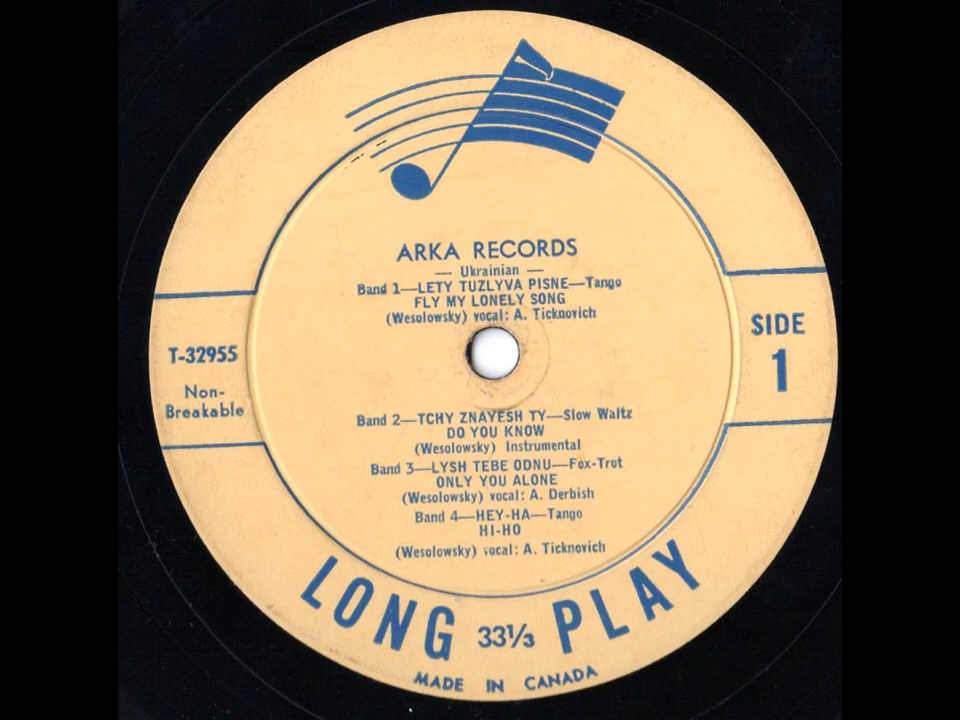 ARKA RECORDS
— Ukrainian —
Band 1—LETY TUZLYVA PISNE—Tango
FLY MY LONELY SONG
(Wesolowsky) vocal: A. Ticknovich
SIDE
1
T-32955
Non-
Breakable
Band 2—TCHY ZNAYESH TY—Slow Waltz
DO YOU KNOW
(Wesolowsky) Instrumental
Band 3—LYSH TEBE ODNU—Fox-Trot
ONLY YOU ALONE
(Wesolowsky) vocal: A. Derbish
Band 4—HEY-HA—Tango
HI-HO
(Wesolowsky) vocal: A. Ticknovich
LONG 33⅓ PLAY
MADE IN CANADA